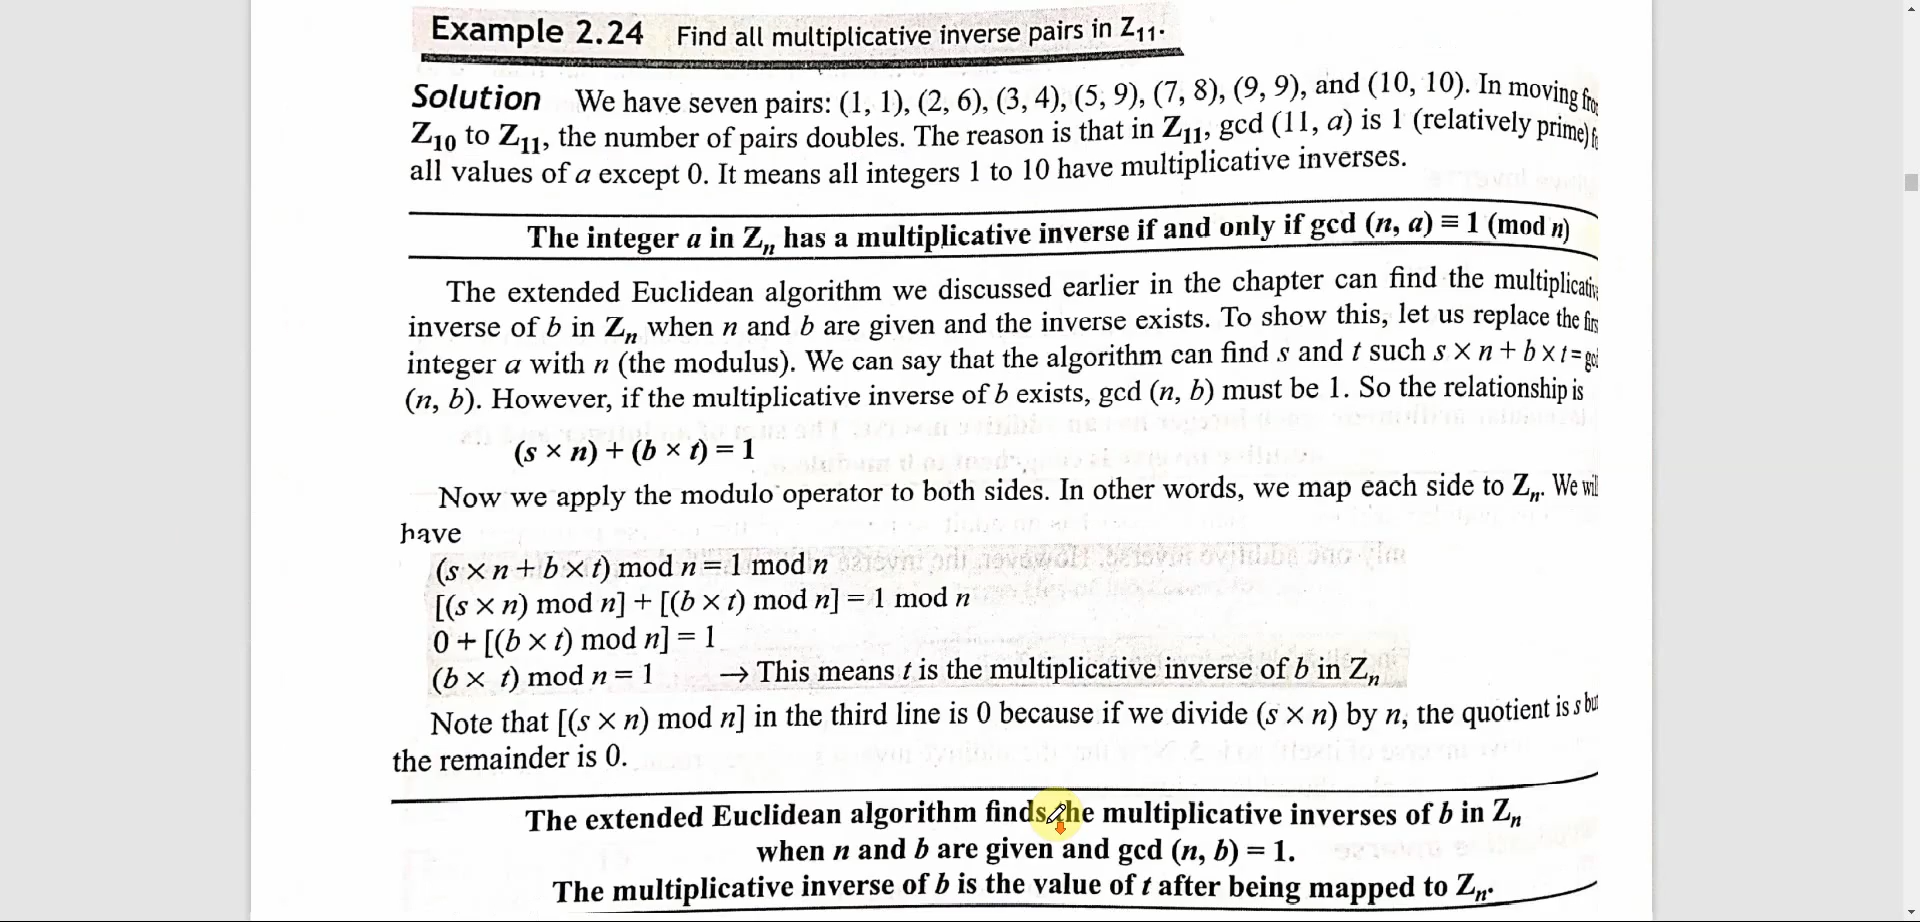 Example 2.24 Find all multiplicative inverse pairs in Z₁₁.
Solution We have seven pairs: (1, 1), (2, 6), (3, 4), (5, 9), (7, 8), (9, 9), and (10, 10). In moving
Z₁₀ to Z₁₁, the number of pairs doubles. The reason is that in Z₁₁, gcd (11, a) is 1 (relatively prime)
all values of a except 0. It means all integers 1 to 10 have multiplicative inverses.
The integer a in Zₙ has a multiplicative inverse if and only if gcd (n, a) ≡ 1 (mod n)
The extended Euclidean algorithm we discussed earlier in the chapter can find the
inverse of b in Zₙ when n and b are given and the inverse exists. To show this, let us replace the
integer a with n (the modulus). We can say that the algorithm can find s and t such s × n + b × t =
(n, b). However, if the multiplicative inverse of b exists, gcd (n, b) must be 1. So the relationship is
(s × n) + (b × t) = 1
Now we apply the modulo operator to both sides. In other words, we map each side to Zₙ. We
have
(s × n + b × t) mod n = 1 mod n
[(s × n) mod n] + [(b × t) mod n] = 1 mod n
0 + [(b × t) mod n] = 1
(b × t) mod n = 1 → This means t is the multiplicative inverse of b in Zₙ
Note that [(s × n) mod n] in the third line is 0 because if we divide (s × n) by n, the quotient is s
the remainder is 0.
The extended Euclidean algorithm finds the multiplicative inverses of b in Zₙ
when n and b are given and gcd (n, b) = 1.
The multiplicative inverse of b is the value of t after being mapped to Zₙ.